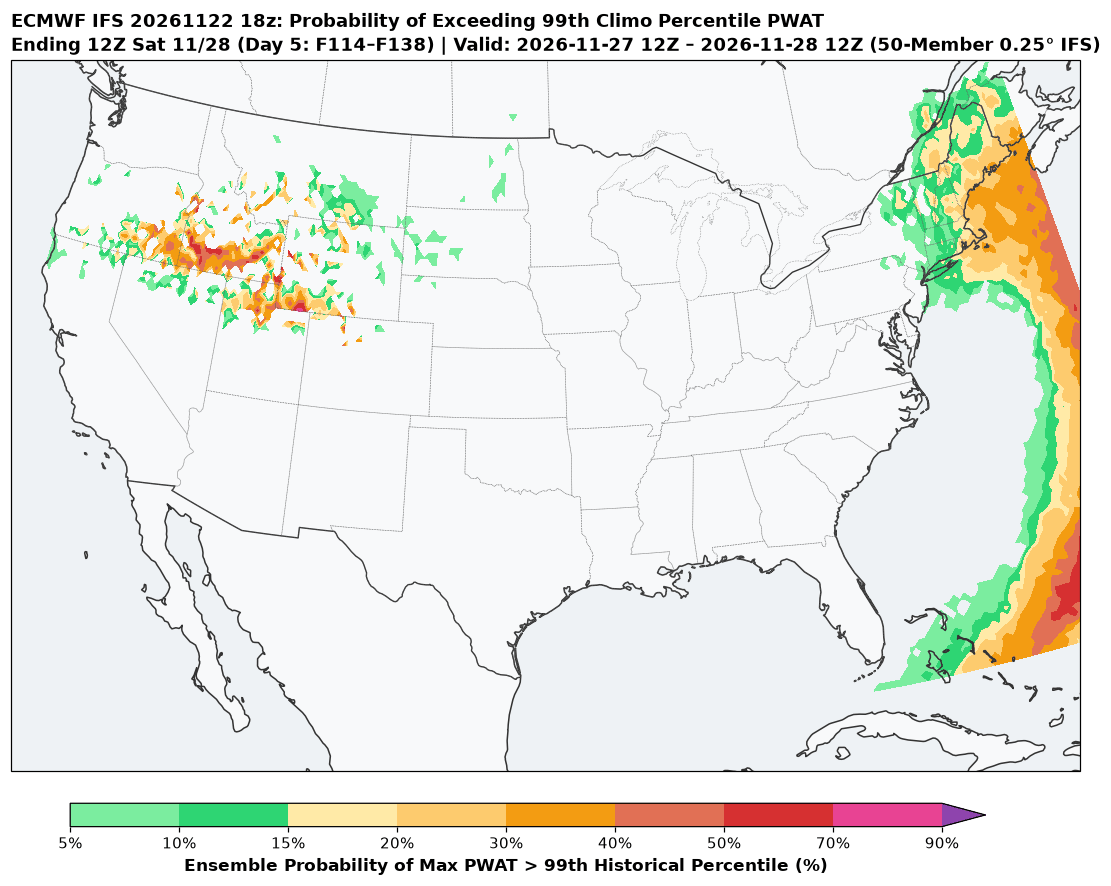 ECMWF IFS 20261122 18z: Probability of Exceeding 99th Climo Percentile PWAT
Ending 12Z Sat 11/28 (Day 5: F114–F138) | Valid: 2026-11-27 12Z – 2026-11-28 12Z (50-Member 0.25° IFS)
5% 10% 15% 20% 30% 40% 50% 70% 90%
Ensemble Probability of Max PWAT > 99th Historical Percentile (%)